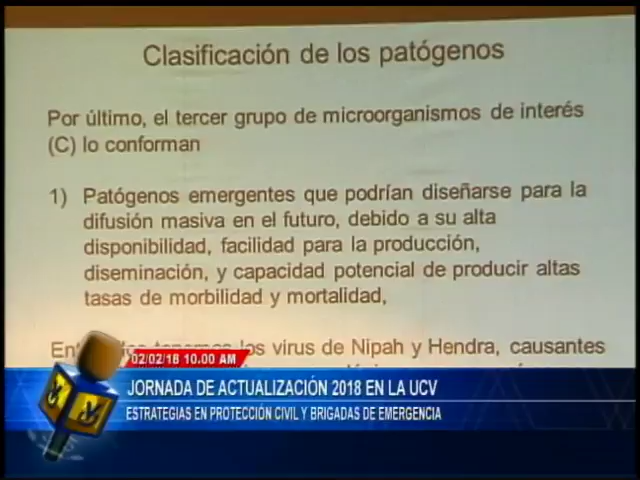 Clasificación de los patógenos
Por último, el tercer grupo de microorganismos de interés
(C) lo conforman
1) Patógenos emergentes que podrían diseñarse para la
difusión masiva en el futuro, debido a su alta
disponibilidad, facilidad para la producción,
diseminación, y capacidad potencial de producir altas
tasas de morbilidad y mortalidad,
los virus de Nipah y Hendra, causantes
02/02/18 10.00 AM
JORNADA DE ACTUALIZACIÓN 2018 EN LA UCV
ESTRATEGIAS EN PROTECCIÓN CIVIL Y BRIGADAS DE EMERGENCIA